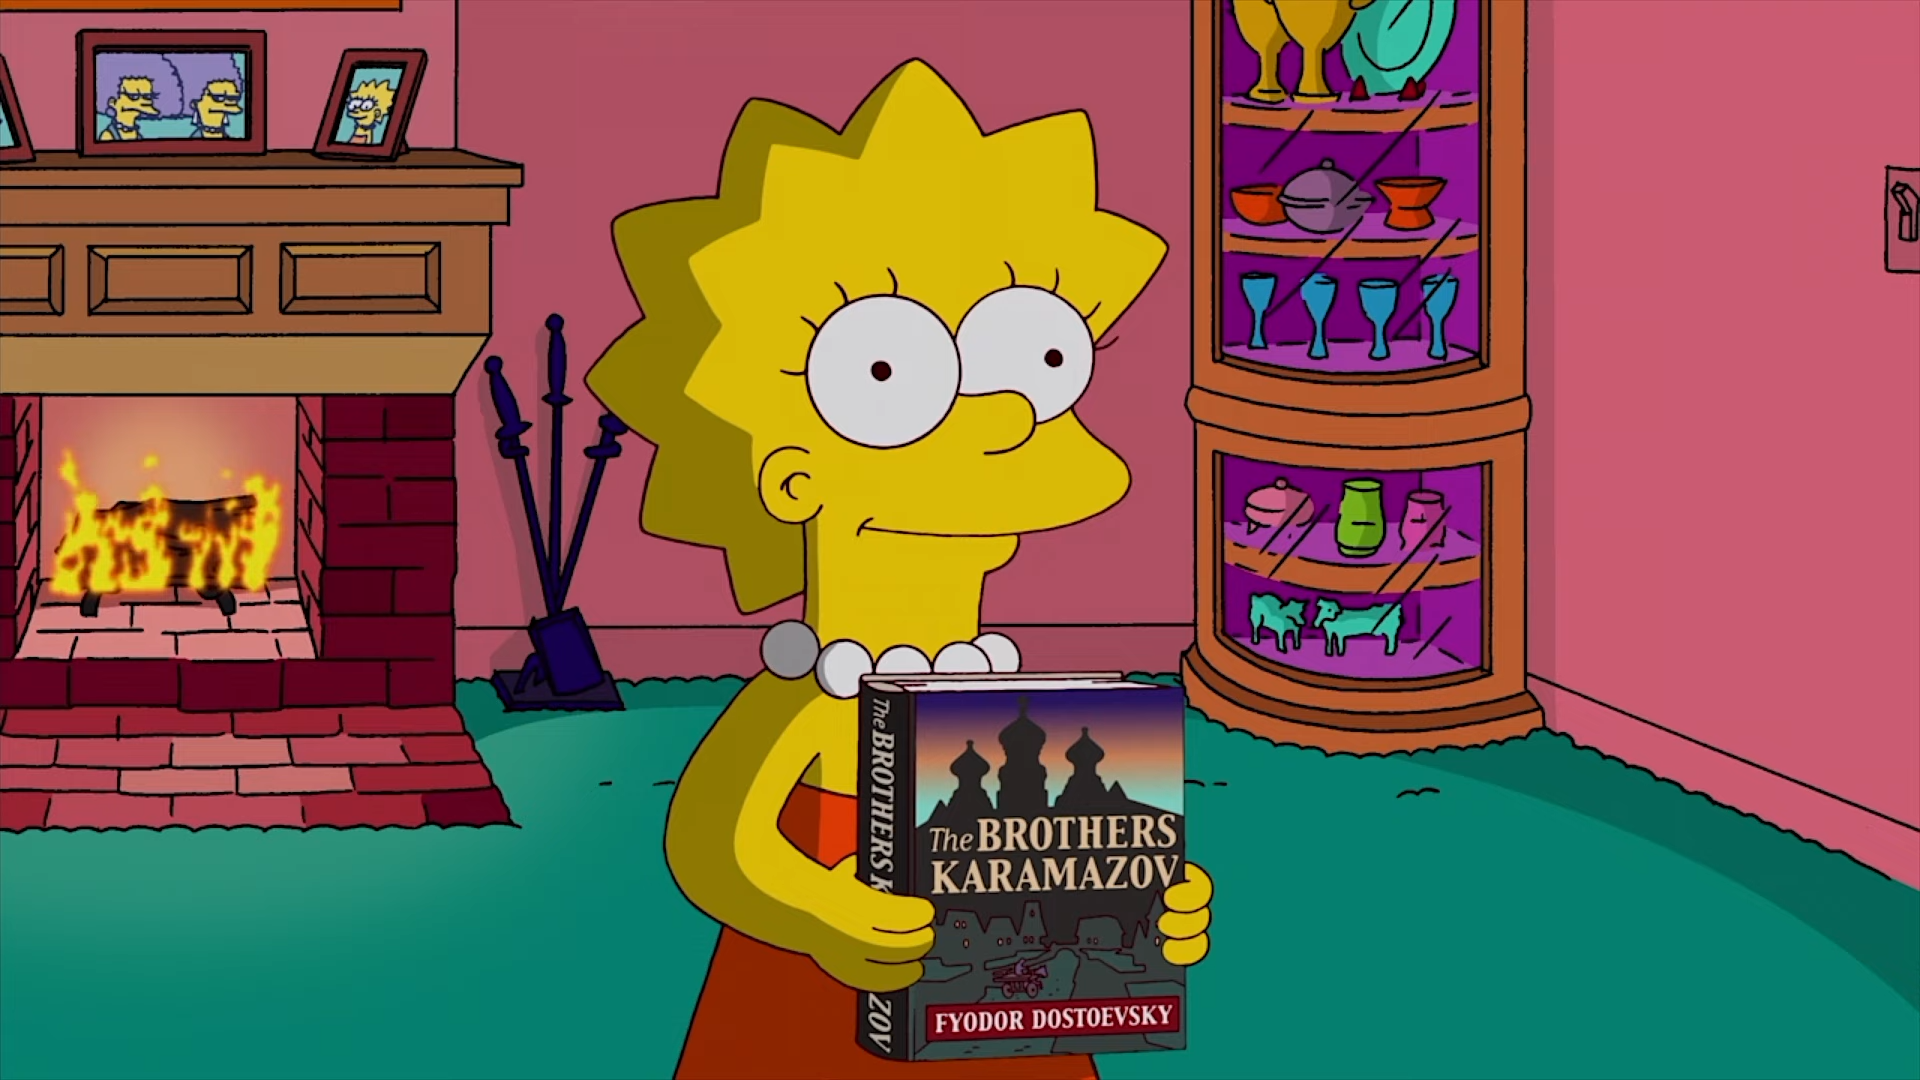 The BROTHERS K
ZOV
The BROTHERS
KARAMAZOV
FYODOR DOSTOEVSKY